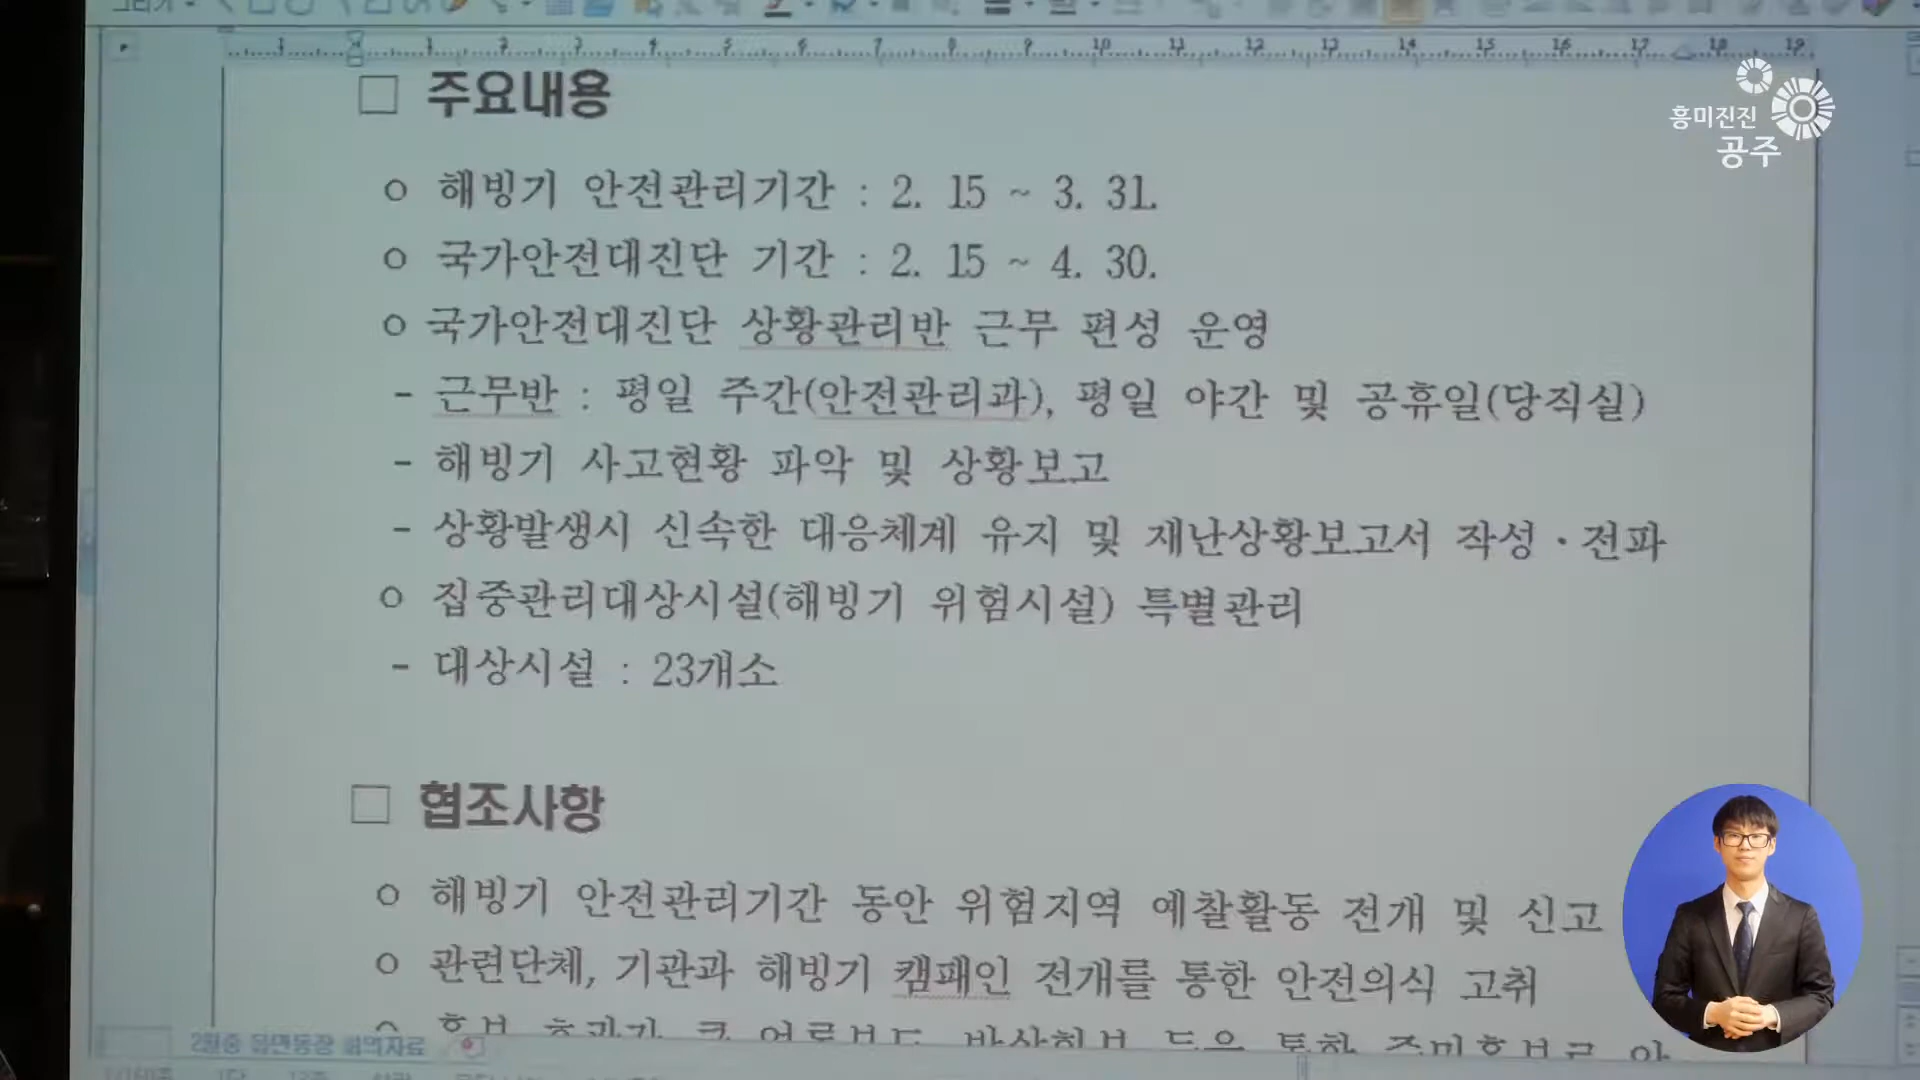 흥미진진
공주
□ 주요내용
○ 해빙기 안전관리기간 : 2. 15 ~ 3. 31.
○ 국가안전대진단 기간 : 2. 15 ~ 4. 30.
○ 국가안전대진단 상황관리반 근무 편성 운영
- 근무반 : 평일 주간(안전관리과), 평일 야간 및 공휴일(당직실)
- 해빙기 사고현황 파악 및 상황보고
- 상황발생시 신속한 대응체계 유지 및 재난상황보고서 작성·전파
○ 집중관리대상시설(해빙기 위험시설) 특별관리
- 대상시설 : 23개소
□ 협조사항
○ 해빙기 안전관리기간 동안 위험지역 예찰활동 전개 및 신고
○ 관련단체, 기관과 해빙기 캠페인 전개를 통한 안전의식 고취